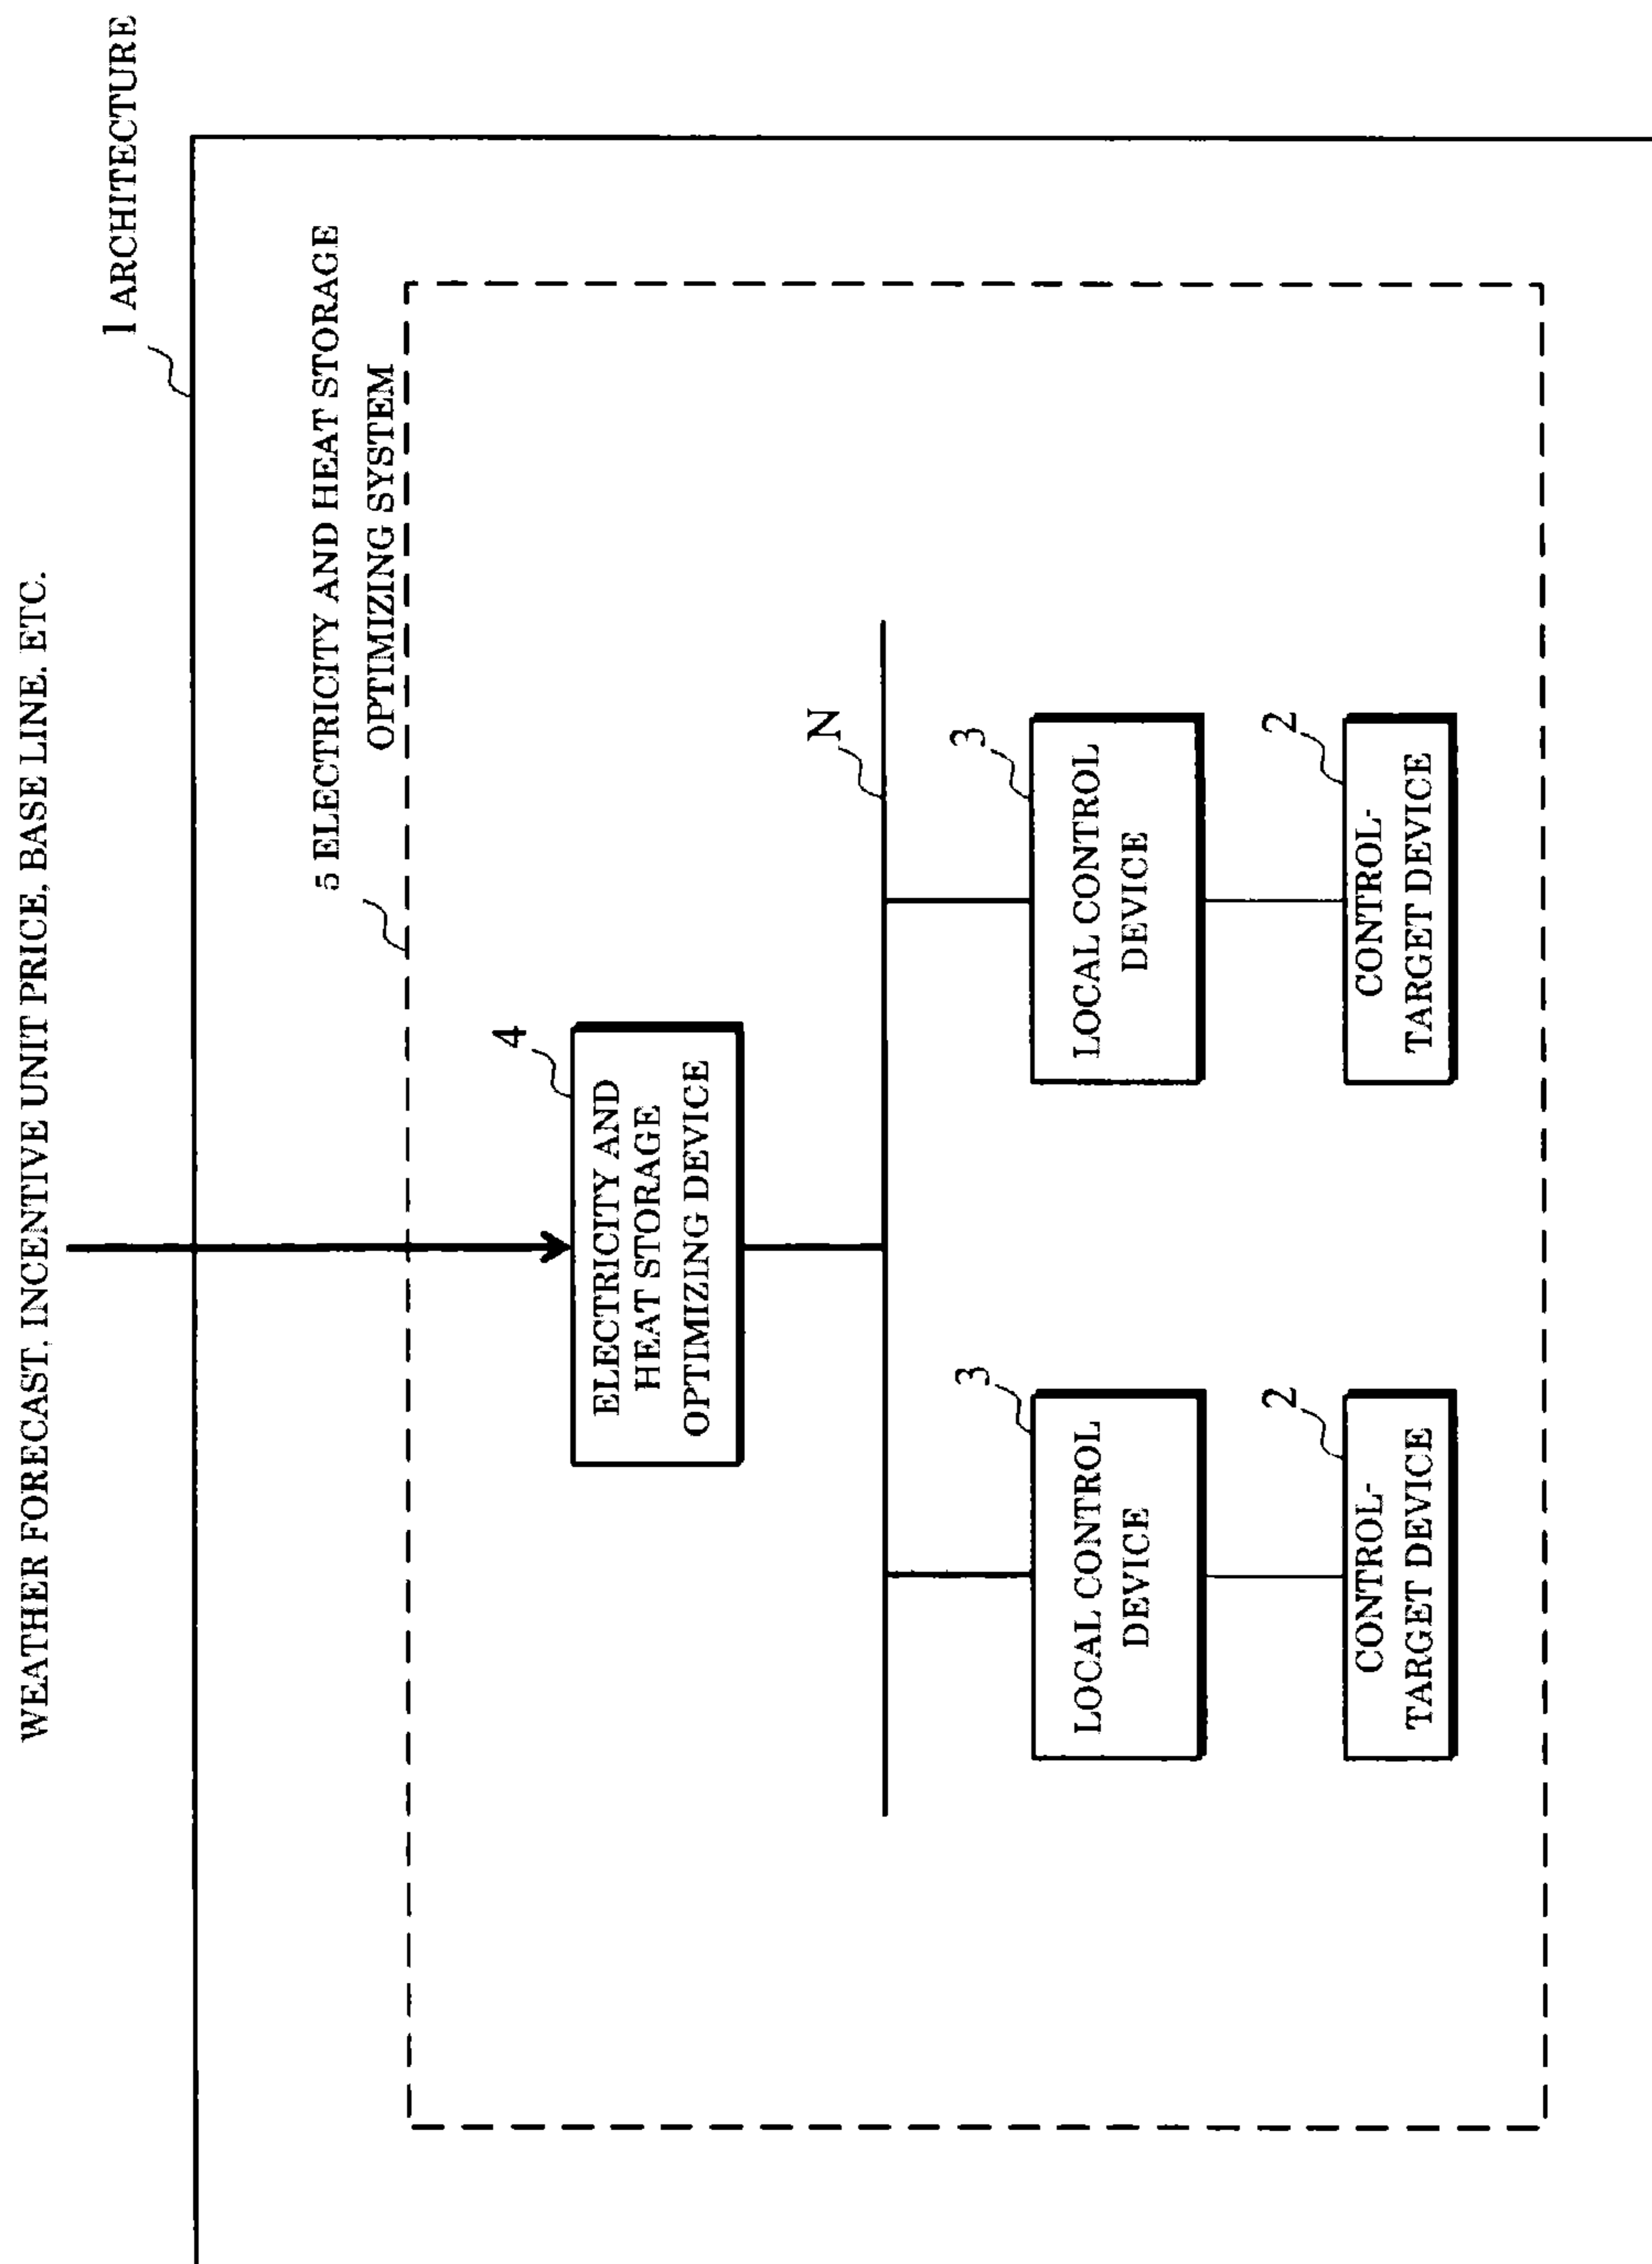 WEATHER FORECAST, INCENTIVE UNIT PRICE, BASE LINE. ETC.
1 ARCHITECTURE
5 ELECTRICITY AND HEAT STORAGE
OPTIMIZING SYSTEM
4
ELECTRICITY AND
HEAT STORAGE
OPTIMIZING DEVICE
N
3
LOCAL CONTROL
DEVICE
3
LOCAL CONTROL
DEVICE
2
CONTROL-
TARGET DEVICE
2
CONTROL-
TARGET DEVICE